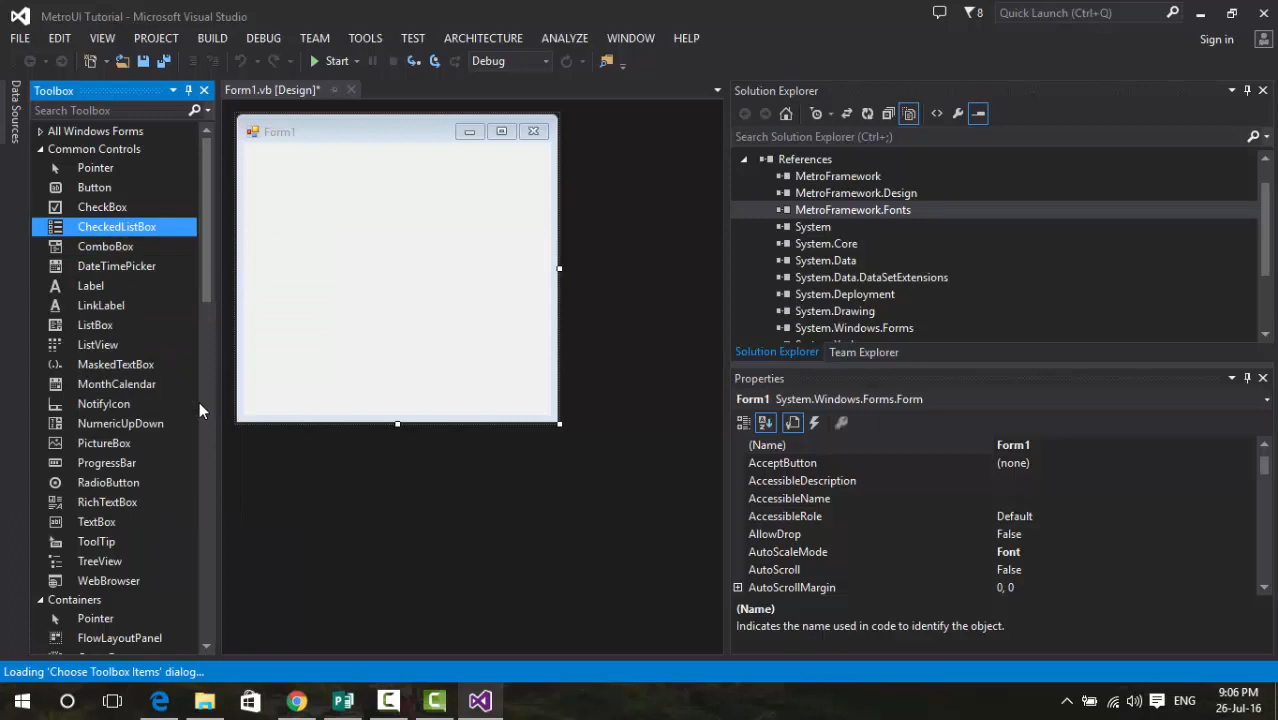 MetroUI Tutorial - Microsoft Visual Studio
8
Quick Launch (Ctrl+Q)
FILE EDIT VIEW PROJECT BUILD DEBUG TEAM TOOLS TEST ARCHITECTURE ANALYZE WINDOW HELP
Sign in
Start Debug
Data Sources
Toolbox
Search Toolbox
All Windows Forms
Common Controls
Pointer
Button
CheckBox
CheckedListBox
ComboBox
DateTimePicker
Label
LinkLabel
ListBox
ListView
MaskedTextBox
MonthCalendar
NotifyIcon
NumericUpDown
PictureBox
ProgressBar
RadioButton
RichTextBox
TextBox
ToolTip
TreeView
WebBrowser
Containers
Pointer
FlowLayoutPanel
Form1.vb [Design]*
Form1
Solution Explorer
Search Solution Explorer (Ctrl+;)
References
MetroFramework
MetroFramework.Design
MetroFramework.Fonts
System
System.Core
System.Data
System.Data.DataSetExtensions
System.Deployment
System.Drawing
System.Windows.Forms
Solution Explorer Team Explorer
Properties
Form1 System.Windows.Forms.Form
(Name) Form1
AcceptButton (none)
AccessibleDescription
AccessibleName
AccessibleRole Default
AllowDrop False
AutoScaleMode Font
AutoScroll False
AutoScrollMargin 0, 0
(Name)
Indicates the name used in code to identify the object.
Loading 'Choose Toolbox Items' dialog...
ENG
9:06 PM
26-Jul-16